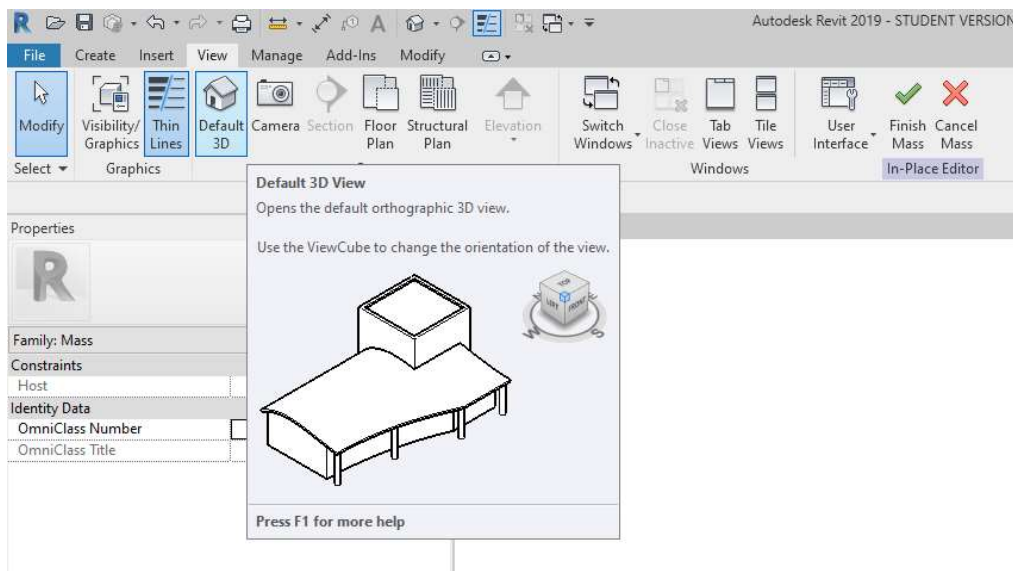 Autodesk Revit 2019 - STUDENT VERSION
File Create Insert View Manage Add-Ins Modify
Modify Visibility/ Thin Default Camera Section Floor Structural Elevation Switch Close Tab Tile User Finish Cancel
Graphics Lines 3D Plan Plan Windows Inactive Views Views Interface Mass Mass
Select Graphics Windows In-Place Editor
Default 3D View
Opens the default orthographic 3D view.
Properties
Use the ViewCube to change the orientation of the view.
R
TOP
LEFT FRONT
W S
Family: Mass
Constraints
Host
Identity Data
OmniClass Number
OmniClass Title
Press F1 for more help